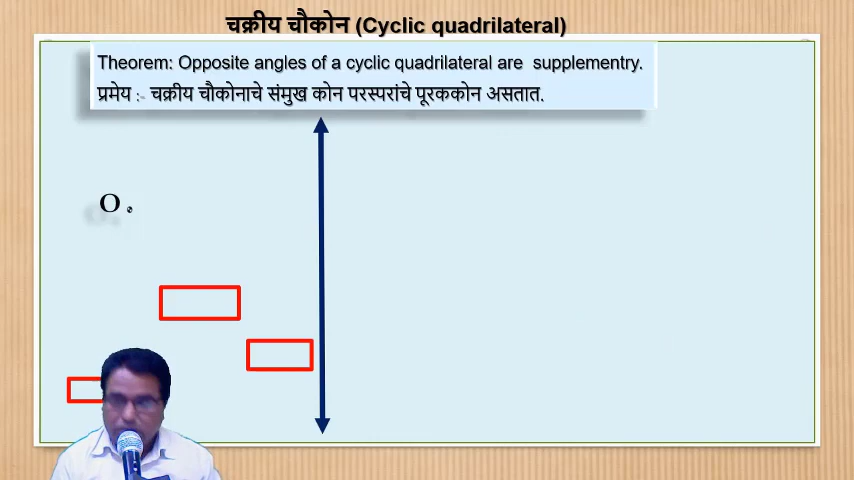 चक्रीय चौकोन (Cyclic quadrilateral)
Theorem: Opposite angles of a cyclic quadrilateral are supplementry.
प्रमेय :- चक्रीय चौकोनाचे संमुख कोन परस्परांचे पूरककोन असतात.
O .